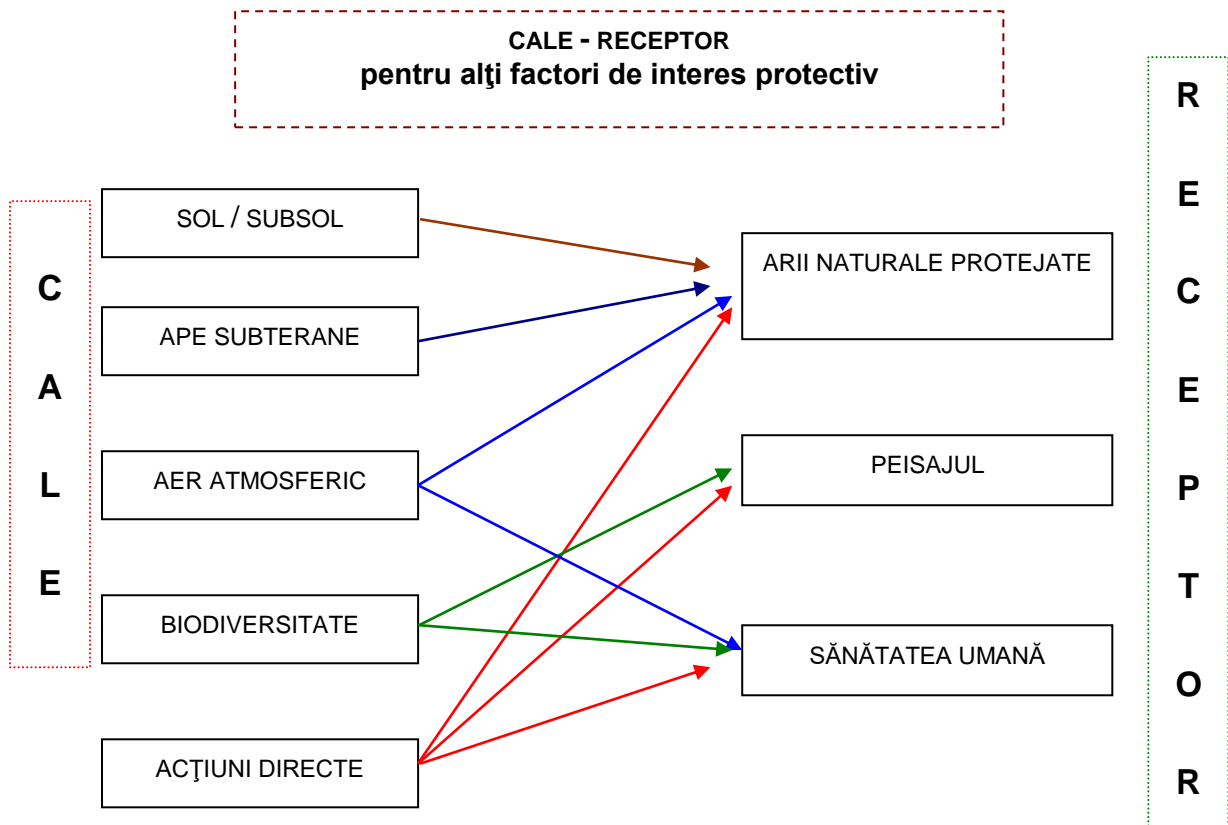 CALE - RECEPTOR
pentru alţi factori de interes protectiv
C
A
L
E
SOL / SUBSOL
APE SUBTERANE
AER ATMOSFERIC
BIODIVERSITATE
ACŢIUNI DIRECTE
ARII NATURALE PROTEJATE
PEISAJUL
SĂNĂTATEA UMANĂ
R
E
C
E
P
T
O
R